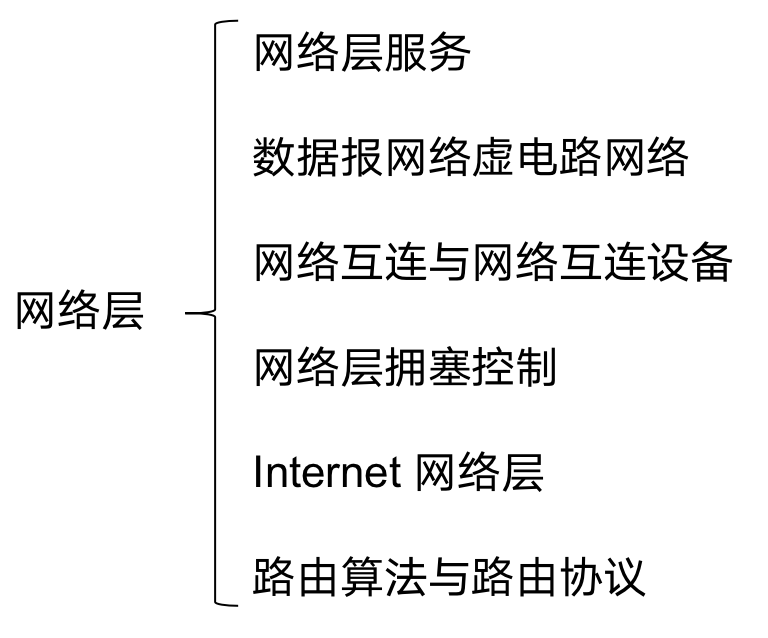 网络层
网络层服务
数据报网络虚电路网络
网络互连与网络互连设备
网络层拥塞控制
Internet 网络层
路由算法与路由协议